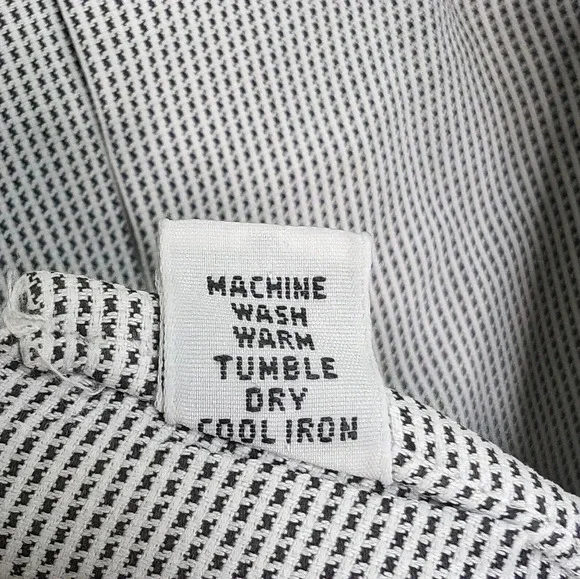 MACHINE
WASH
WARM
TUMBLE
DRY
COOL IRON